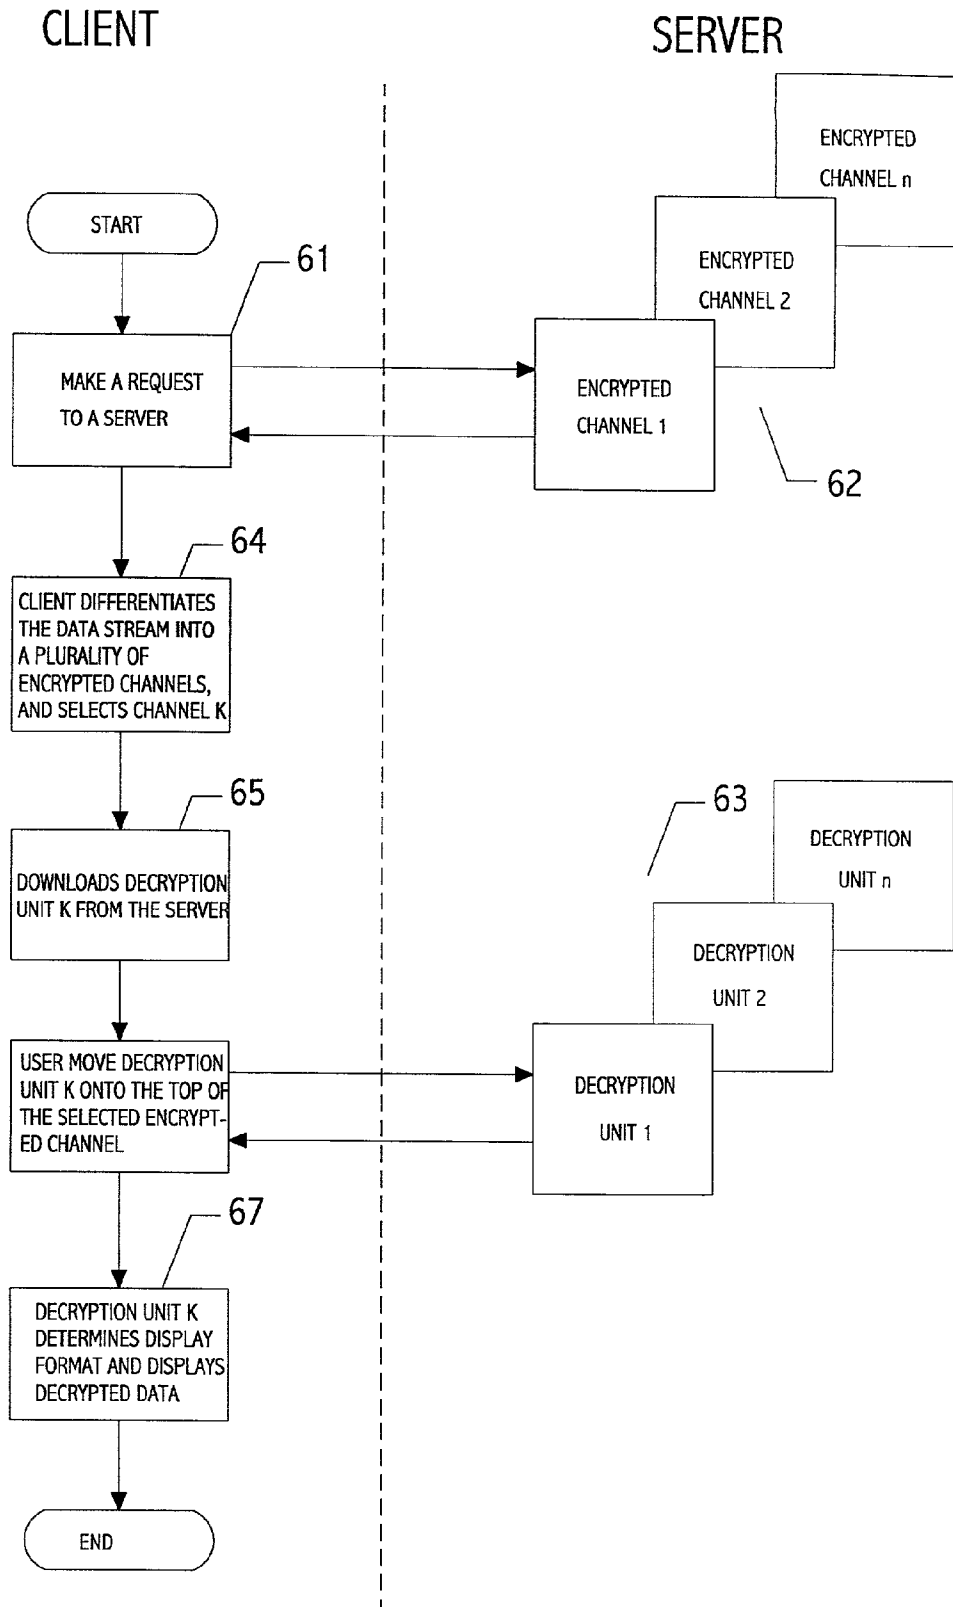 CLIENT
SERVER
ENCRYPTED
CHANNEL n
START
ENCRYPTED
CHANNEL 2
61
MAKE A REQUEST
TO A SERVER
ENCRYPTED
CHANNEL 1
62
64
CLIENT DIFFERENTIATES
THE DATA STREAM INTO
A PLURALITY OF
ENCRYPTED CHANNELS,
AND SELECTS CHANNEL K
65
63
DECRYPTION
UNIT n
DOWNLOADS DECRYPTION
UNIT K FROM THE SERVER
DECRYPTION
UNIT 2
USER MOVE DECRYPTION
UNIT K ONTO THE TOP OF
THE SELECTED ENCRYPT-
ED CHANNEL
DECRYPTION
UNIT 1
67
DECRYPTION UNIT K
DETERMINES DISPLAY
FORMAT AND DISPLAYS
DECRYPTED DATA
END